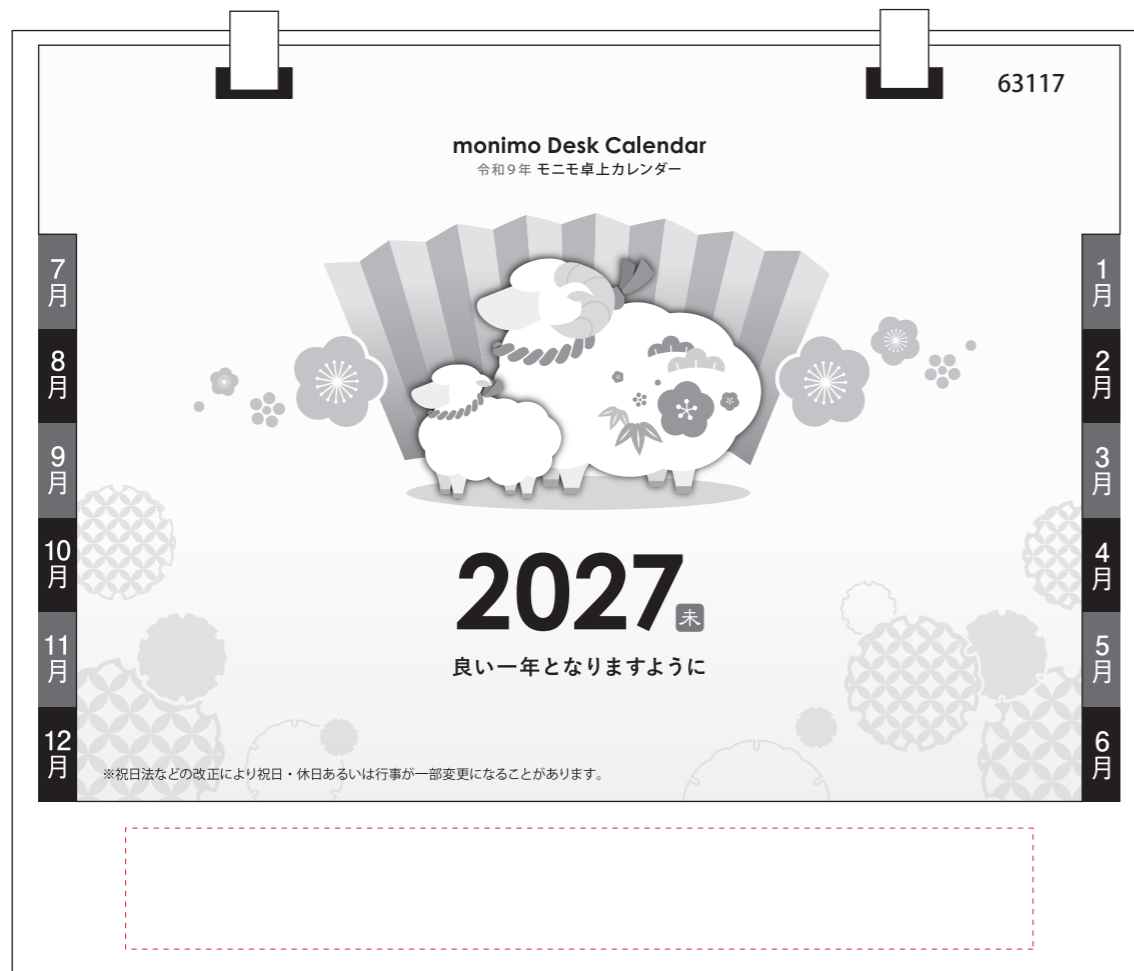 63117
monimo Desk Calendar
令和9年 モニモ卓上カレンダー
7月
8月
9月
10月
11月
12月
1月
2月
3月
4月
5月
6月
2027 未
良い一年となりますように
※祝日法などの改正により祝日・休日あるいは行事が一部変更になることがあります。